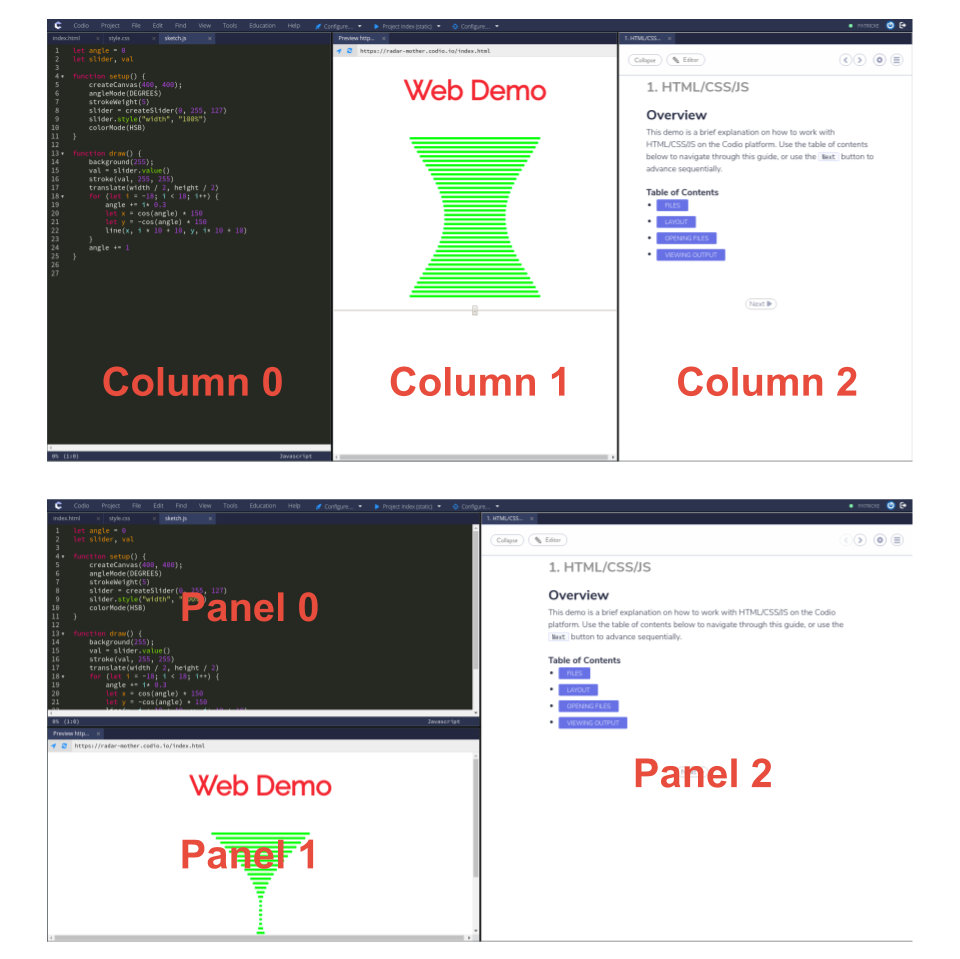 Codio Project File Edit Find View Tools Education Help Configure... Project Index (static) Configure...
index.html x style.css x sketch.js x
1 let angle = 0
2 let slider, val
3
4 function setup() {
5 createCanvas(400, 400);
6 angleMode(DEGREES)
7 strokeWeight(5)
8 slider = createSlider(0, 255, 127)
9 slider.style("width", "100%")
10 colorMode(HSB)
11 }
12
13 function draw() {
14 background(255);
15 val = slider.value()
16 stroke(val, 255, 255)
17 translate(width / 2, height / 2)
18 for (let i = -18; i < 18; i++) {
19 angle += i* 0.3
20 let x = cos(angle) * 150
21 let y = -cos(angle) * 150
22 line(x, i * 10 + 10, y, i* 10 + 10)
23 }
24 angle += 1
25 }
26
27
Column 0
0% (1:0) Javascript
Preview http... x
https://radar-mother.codio.io/index.html
Web Demo
Column 1
1. HTML/CSS... x
Collapse Editor
1. HTML/CSS/JS
Overview
This demo is a brief explanation on how to work with
HTML/CSS/JS on the Codio platform. Use the table of contents
below to navigate through this guide, or use the Next button to
advance sequentially.
Table of Contents
FILES
LAYOUT
OPENING FILES
VIEWING OUTPUT
Next
Column 2
Codio Project File Edit Find View Tools Education Help Configure... Project Index (static) Configure...
index.html x style.css x sketch.js x
1 let angle = 0
2 let slider, val
3
4 function setup() {
5 createCanvas(400, 400);
6 angleMode(DEGREES)
7 strokeWeight(5)
8 slider = createSlider(0, 255, 127)
9 slider.style("width",
10 colorMode(HSB)
11 }
12
13 function draw() {
14 background(255);
15 val = slider.value()
16 stroke(val, 255, 255)
17 translate(width / 2, height / 2)
18 for (let i = -18; i < 18; i++) {
19 angle += i* 0.3
20 let x = cos(angle) * 150
21 let y = -cos(angle) * 150
Panel 0
0% (1:0) Javascript
Preview http... x
https://radar-mother.codio.io/index.html
Web Demo
Panel 1
1. HTML/CSS... x
Collapse Editor
1. HTML/CSS/JS
Overview
This demo is a brief explanation on how to work with HTML/CSS/JS on the Codio
platform. Use the table of contents below to navigate through this guide, or use the
Next button to advance sequentially.
Table of Contents
FILES
LAYOUT
OPENING FILES
VIEWING OUTPUT
Panel 2